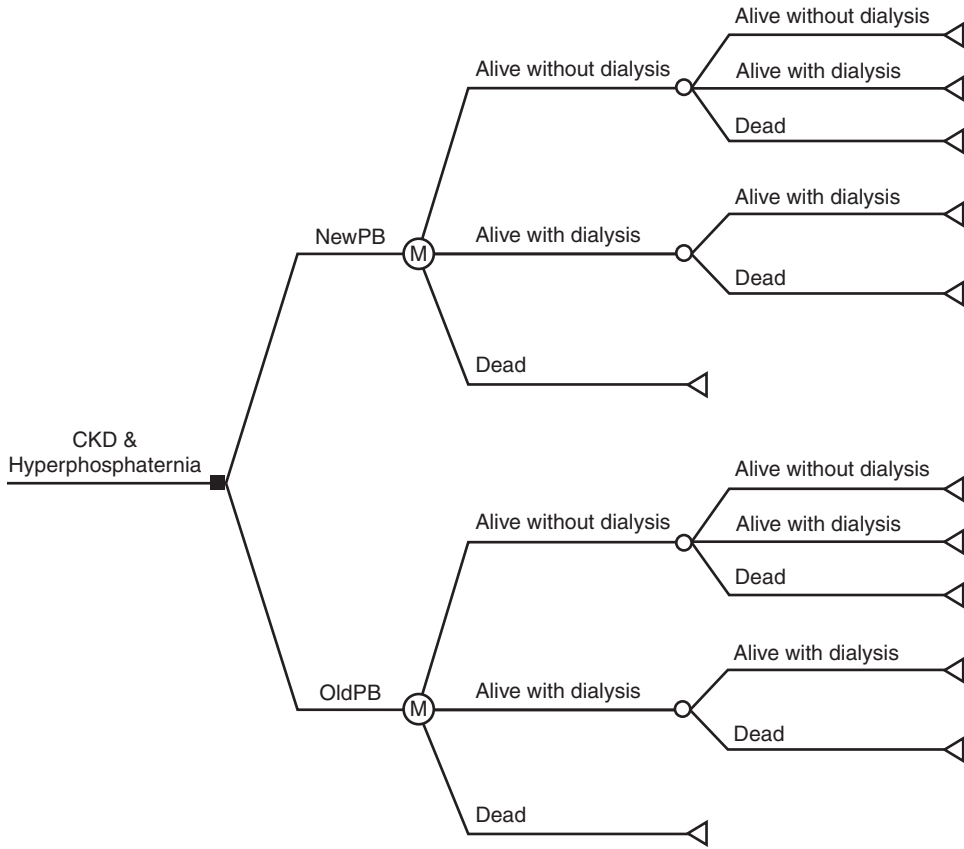 Alive without dialysis
Alive without dialysis
Alive with dialysis
Dead
Alive with dialysis
NewPB
M
Alive with dialysis
Dead
Dead
CKD &
Hyperphosphaternia
Alive without dialysis
Alive without dialysis
Alive with dialysis
Dead
Alive with dialysis
OldPB
M
Alive with dialysis
Dead
Dead